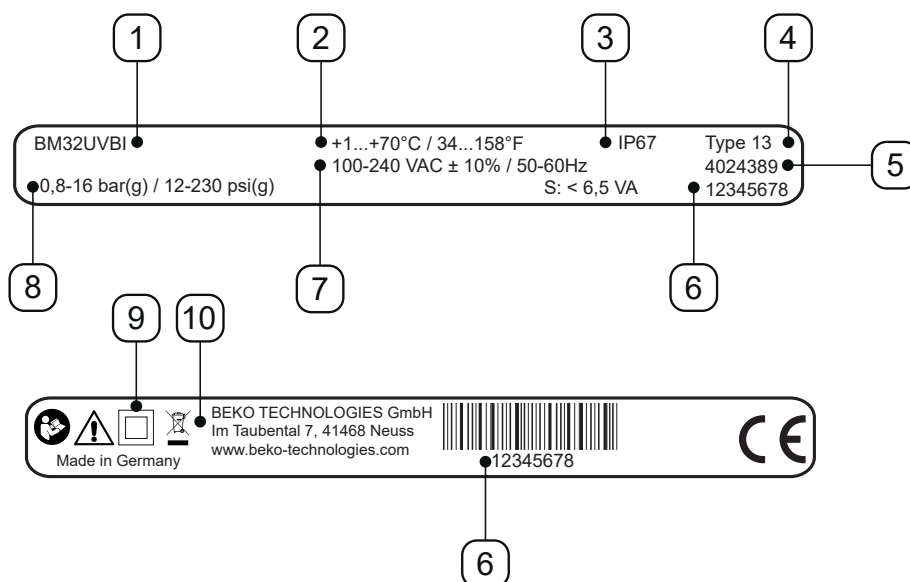 1
2
3
4
BM32UVBI
+1...+70°C / 34...158°F
IP67
Type 13
100-240 VAC ± 10% / 50-60Hz
4024389
5
0,8-16 bar(g) / 12-230 psi(g)
S: < 6,5 VA
12345678
8
7
6
9
10
BEKO TECHNOLOGIES GmbH
Im Taubental 7, 41468 Neuss
www.beko-technologies.com
Made in Germany
12345678
CE
6